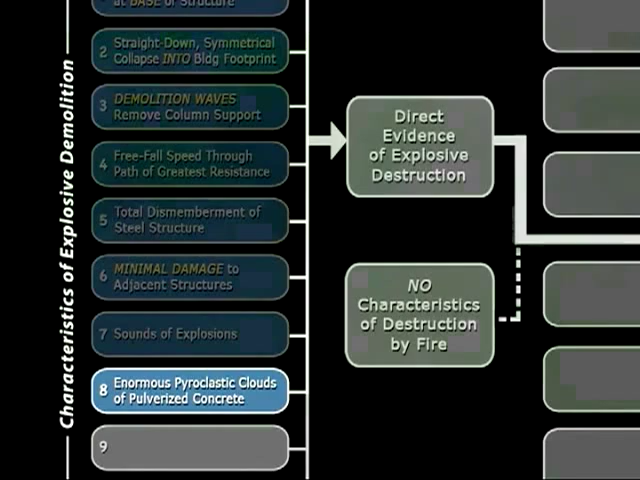 at BASE of Structure
2 Straight-Down, Symmetrical
Collapse INTO Bldg Footprint
3 DEMOLITION WAVES
Remove Column Support
4 Free-Fall Speed Through
Path of Greatest Resistance
5 Total Dismemberment of
Steel Structure
6 MINIMAL DAMAGE to
Adjacent Structures
7 Sounds of Explosions
8 Enormous Pyroclastic Clouds
of Pulverized Concrete
9
Characteristics of Explosive Demolition
Direct
Evidence
of Explosive
Destruction
NO
Characteristics
of Destruction
by Fire